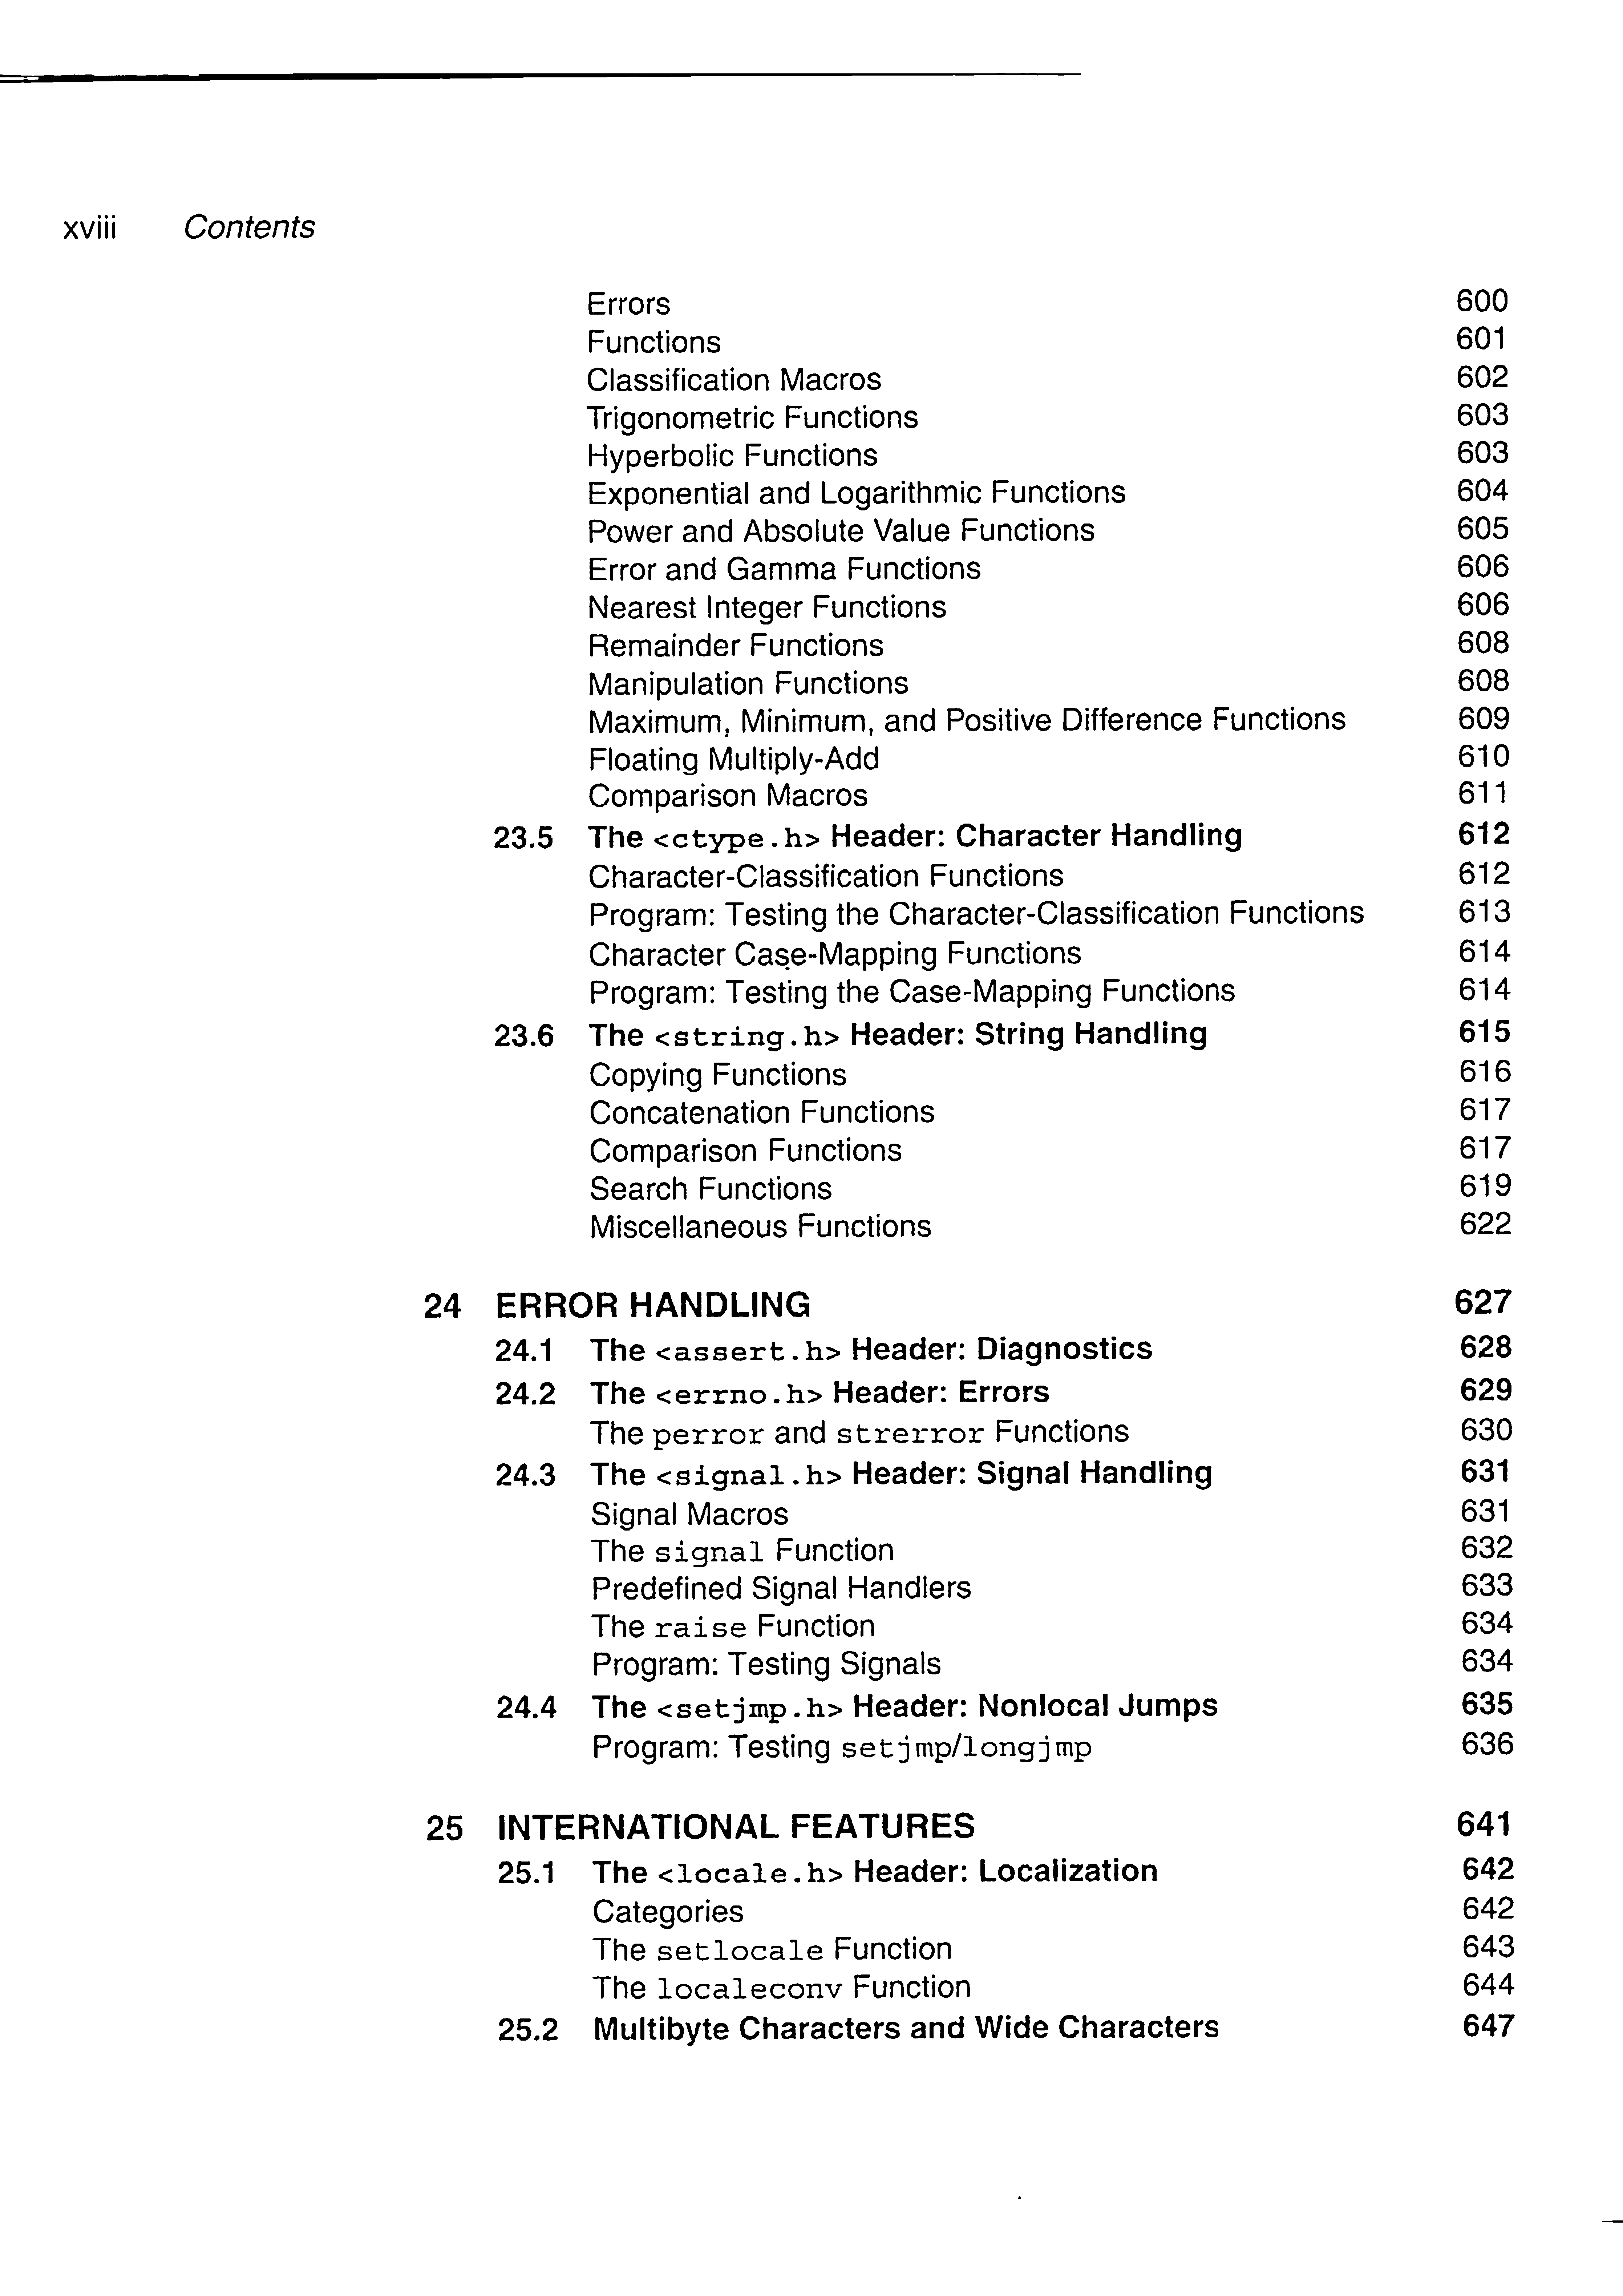 xviii Contents
Errors 600
Functions 601
Classification Macros 602
Trigonometric Functions 603
Hyperbolic Functions 603
Exponential and Logarithmic Functions 604
Power and Absolute Value Functions 605
Error and Gamma Functions 606
Nearest Integer Functions 606
Remainder Functions 608
Manipulation Functions 608
Maximum, Minimum, and Positive Difference Functions 609
Floating Multiply-Add 610
Comparison Macros 611
23.5 The <ctype.h> Header: Character Handling 612
Character-Classification Functions 612
Program: Testing the Character-Classification Functions 613
Character Case-Mapping Functions 614
Program: Testing the Case-Mapping Functions 614
23.6 The <string.h> Header: String Handling 615
Copying Functions 616
Concatenation Functions 617
Comparison Functions 617
Search Functions 619
Miscellaneous Functions 622
24 ERROR HANDLING 627
24.1 The <assert.h> Header: Diagnostics 628
24.2 The <errno.h> Header: Errors 629
The perror and strerror Functions 630
24.3 The <signal.h> Header: Signal Handling 631
Signal Macros 631
The signal Function 632
Predefined Signal Handlers 633
The raise Function 634
Program: Testing Signals 634
24.4 The <setjmp.h> Header: Nonlocal Jumps 635
Program: Testing setjmp/longjmp 636
25 INTERNATIONAL FEATURES 641
25.1 The <locale.h> Header: Localization 642
Categories 642
The setlocale Function 643
The localeconv Function 644
25.2 Multibyte Characters and Wide Characters 647